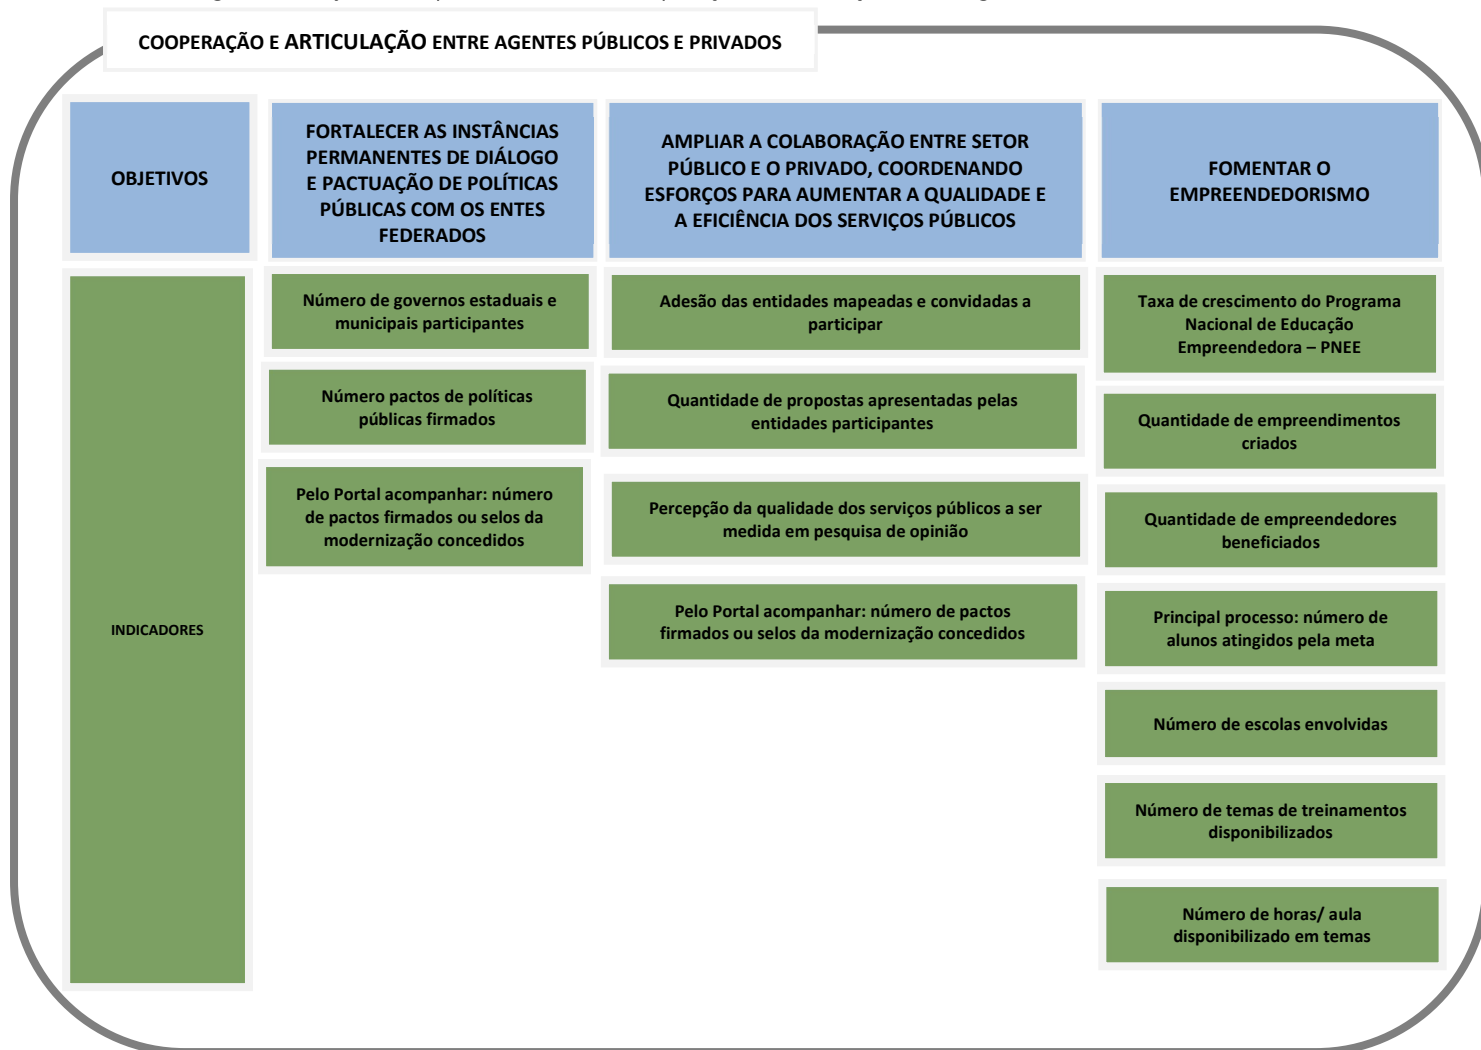 COOPERAÇÃO E ARTICULAÇÃO ENTRE AGENTES PÚBLICOS E PRIVADOS
OBJETIVOS
FORTALECER AS INSTÂNCIAS
PERMANENTES DE DIÁLOGO
E PACTUAÇÃO DE POLÍTICAS
PÚBLICAS COM OS ENTES
FEDERADOS
AMPLIAR A COLABORAÇÃO ENTRE SETOR
PÚBLICO E O PRIVADO, COORDENANDO
ESFORÇOS PARA AUMENTAR A QUALIDADE E
A EFICIÊNCIA DOS SERVIÇOS PÚBLICOS
FOMENTAR O
EMPREENDEDORISMO
INDICADORES
Número de governos estaduais e
municipais participantes
Número pactos de políticas
públicas firmados
Pelo Portal acompanhar: número
de pactos firmados ou selos da
modernização concedidos
Adesão das entidades mapeadas e convidadas a
participar
Quantidade de propostas apresentadas pelas
entidades participantes
Percepção da qualidade dos serviços públicos a ser
medida em pesquisa de opinião
Pelo Portal acompanhar: número de pactos
firmados ou selos da modernização concedidos
Taxa de crescimento do Programa
Nacional de Educação
Empreendedora – PNEE
Quantidade de empreendimentos
criados
Quantidade de empreendedores
beneficiados
Principal processo: número de
alunos atingidos pela meta
Número de escolas envolvidas
Número de temas de treinamentos
disponibilizados
Número de horas/ aula
disponibilizado em temas